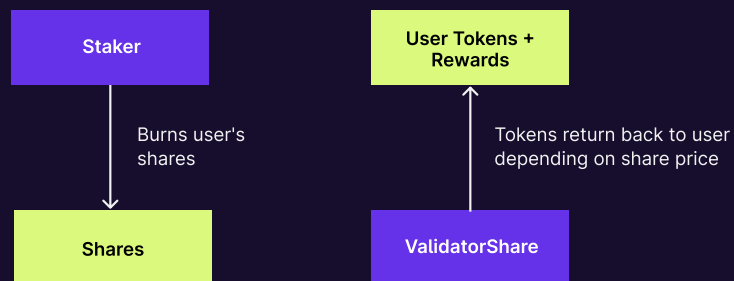 Staker
Burns user's
shares
Shares
User Tokens +
Rewards
Tokens return back to user
depending on share price
ValidatorShare